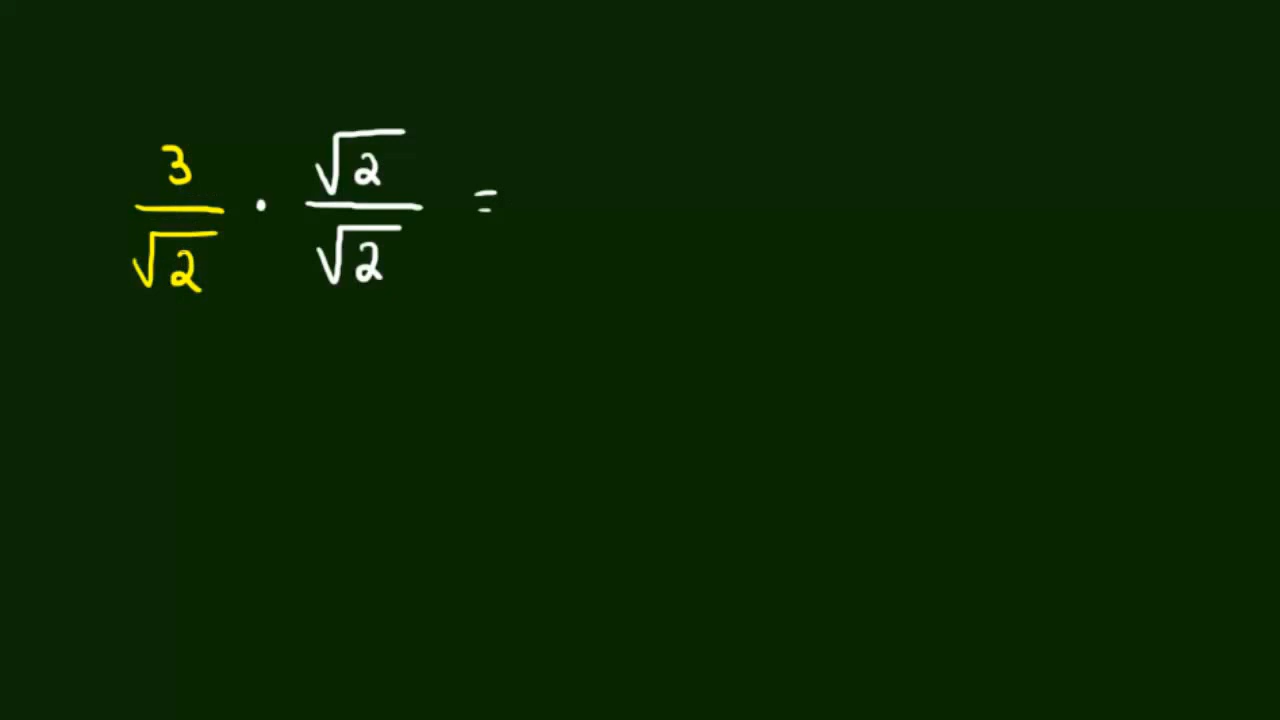 3/√2 · √2/√2 =